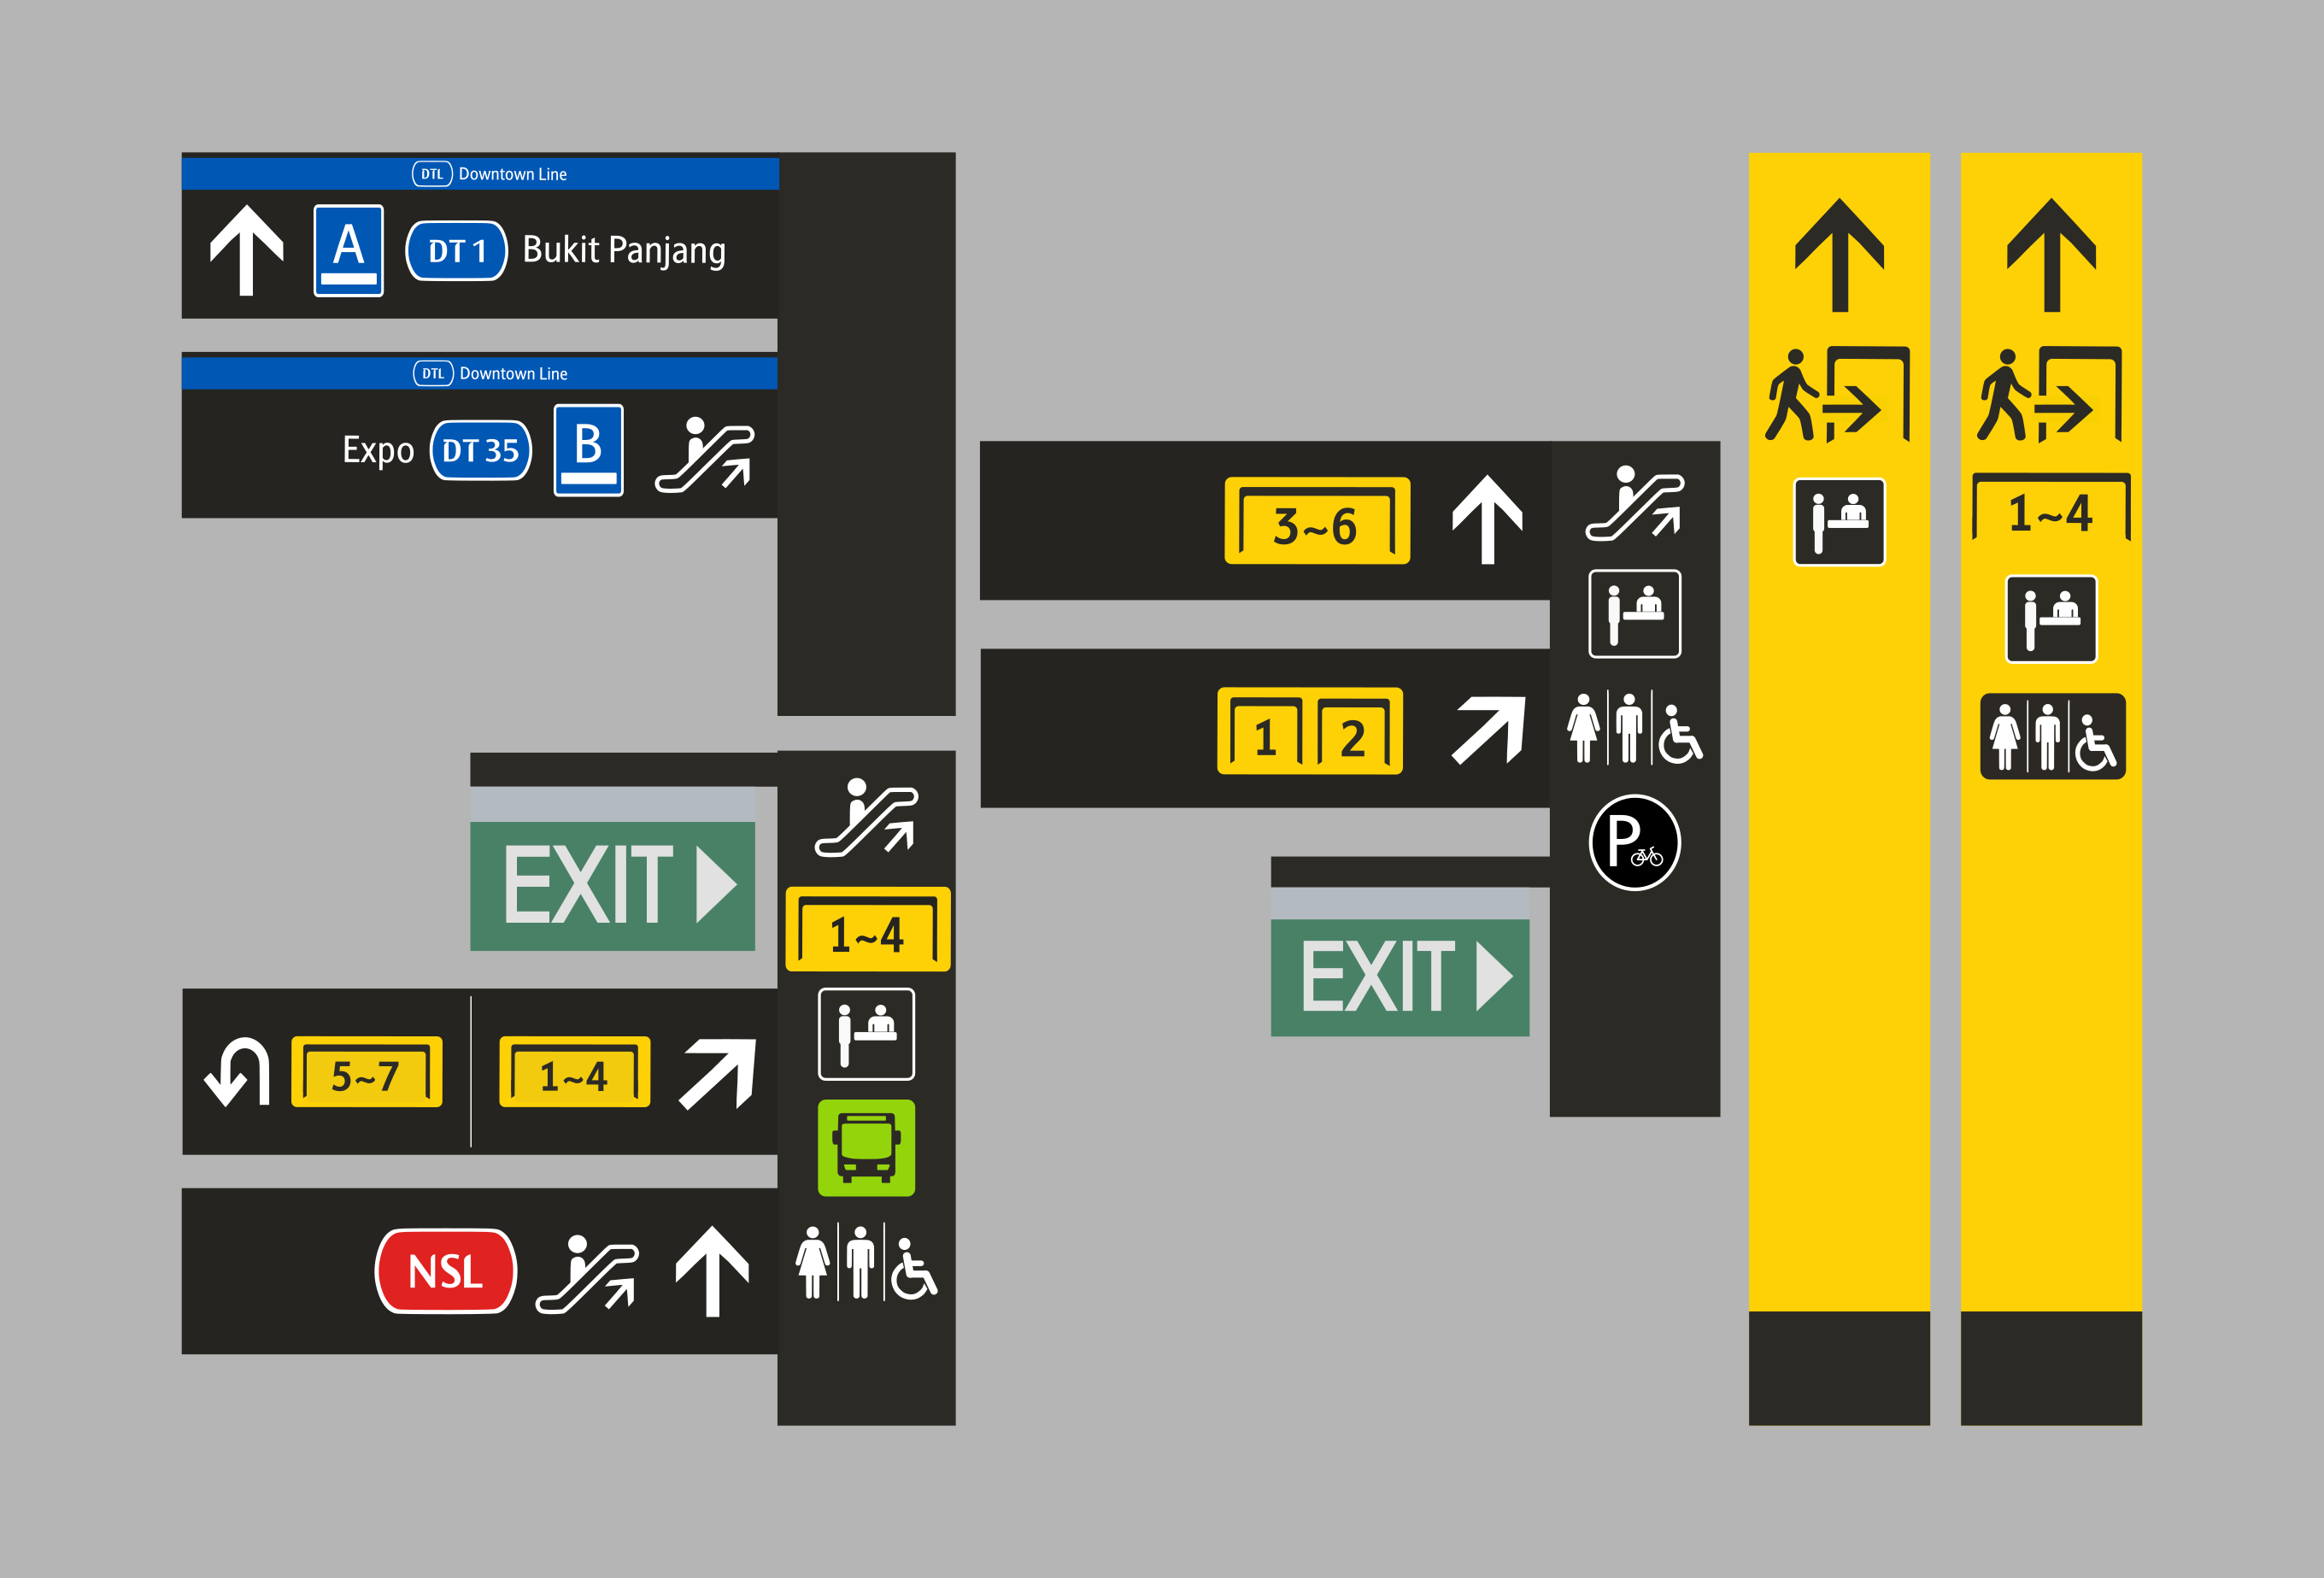 DTL Downtown Line
A DT 1 Bukit Panjang
DTL Downtown Line
Expo DT 35 B
EXIT
1~4
5~7 1~4
NSL
3~6
1 2
P
EXIT
1~4